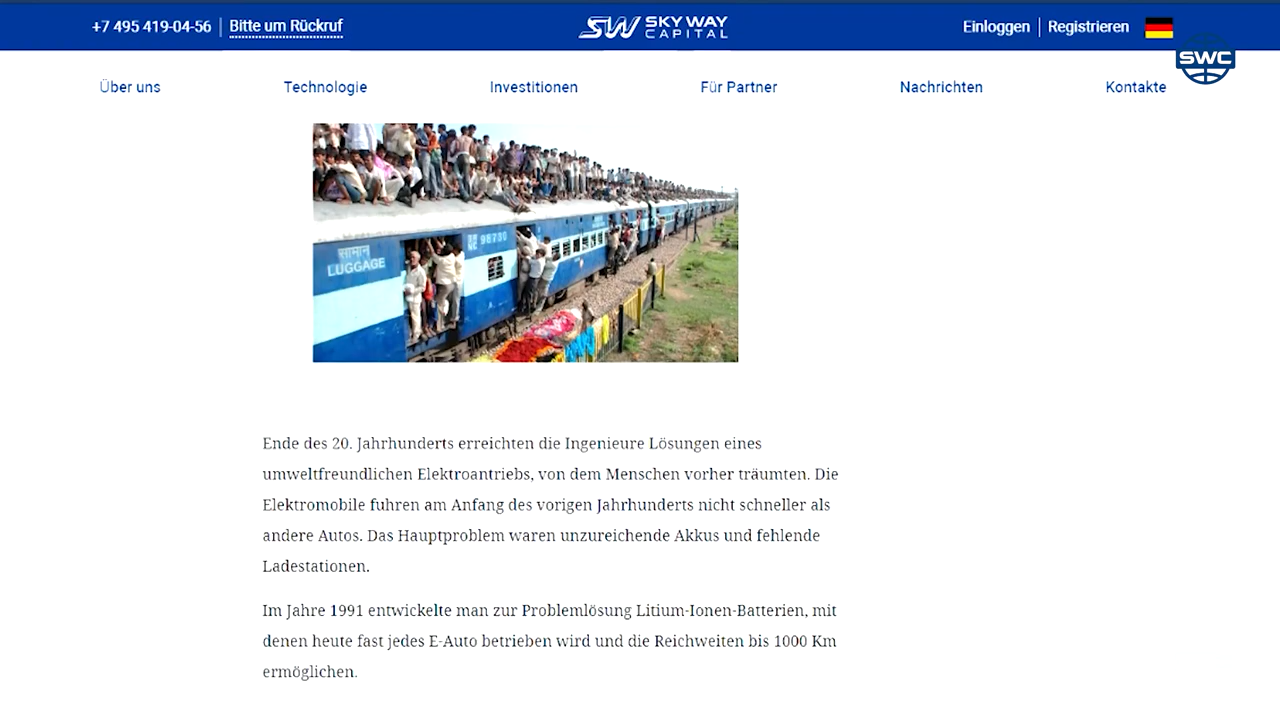 +7 495 419-04-56 Bitte um Rückruf
SW SKY WAY CAPITAL
Einloggen Registrieren
SWC
Über uns Technologie Investitionen Für Partner Nachrichten Kontakte
सामान
LUGGAGE
98730
Ende des 20. Jahrhunderts erreichten die Ingenieure Lösungen eines
umweltfreundlichen Elektroantriebs, von dem Menschen vorher träumten. Die
Elektromobile fuhren am Anfang des vorigen Jahrhunderts nicht schneller als
andere Autos. Das Hauptproblem waren unzureichende Akkus und fehlende
Ladestationen.
Im Jahre 1991 entwickelte man zur Problemlösung Litium-Ionen-Batterien, mit
denen heute fast jedes E-Auto betrieben wird und die Reichweiten bis 1000 Km
ermöglichen.